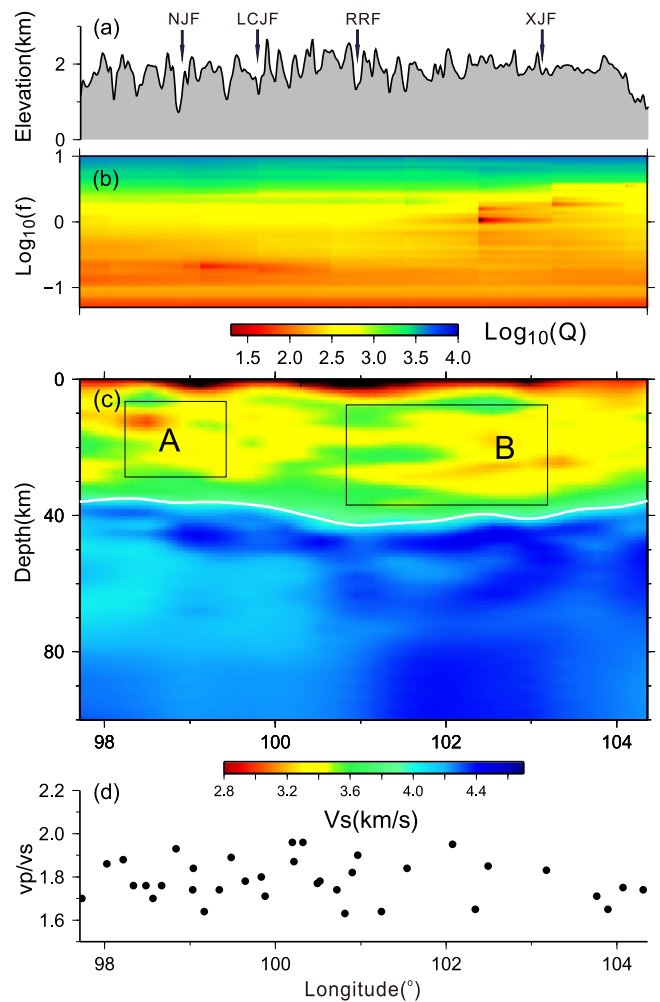 NJF LCJF RRF XJF
(a)
Elevation(km)
2
0
(b)
Log10(f)
1
0
−1
1.5 2.0 2.5 3.0 3.5 4.0
Log10(Q)
(c)
A B
Depth(km)
0
40
80
98 100 102 104
2.8 3.2 3.6 4.0 4.4
Vs(km/s)
(d)
vp/vs
2.2
2.0
1.8
1.6
98 100 102 104
Longitude(°)